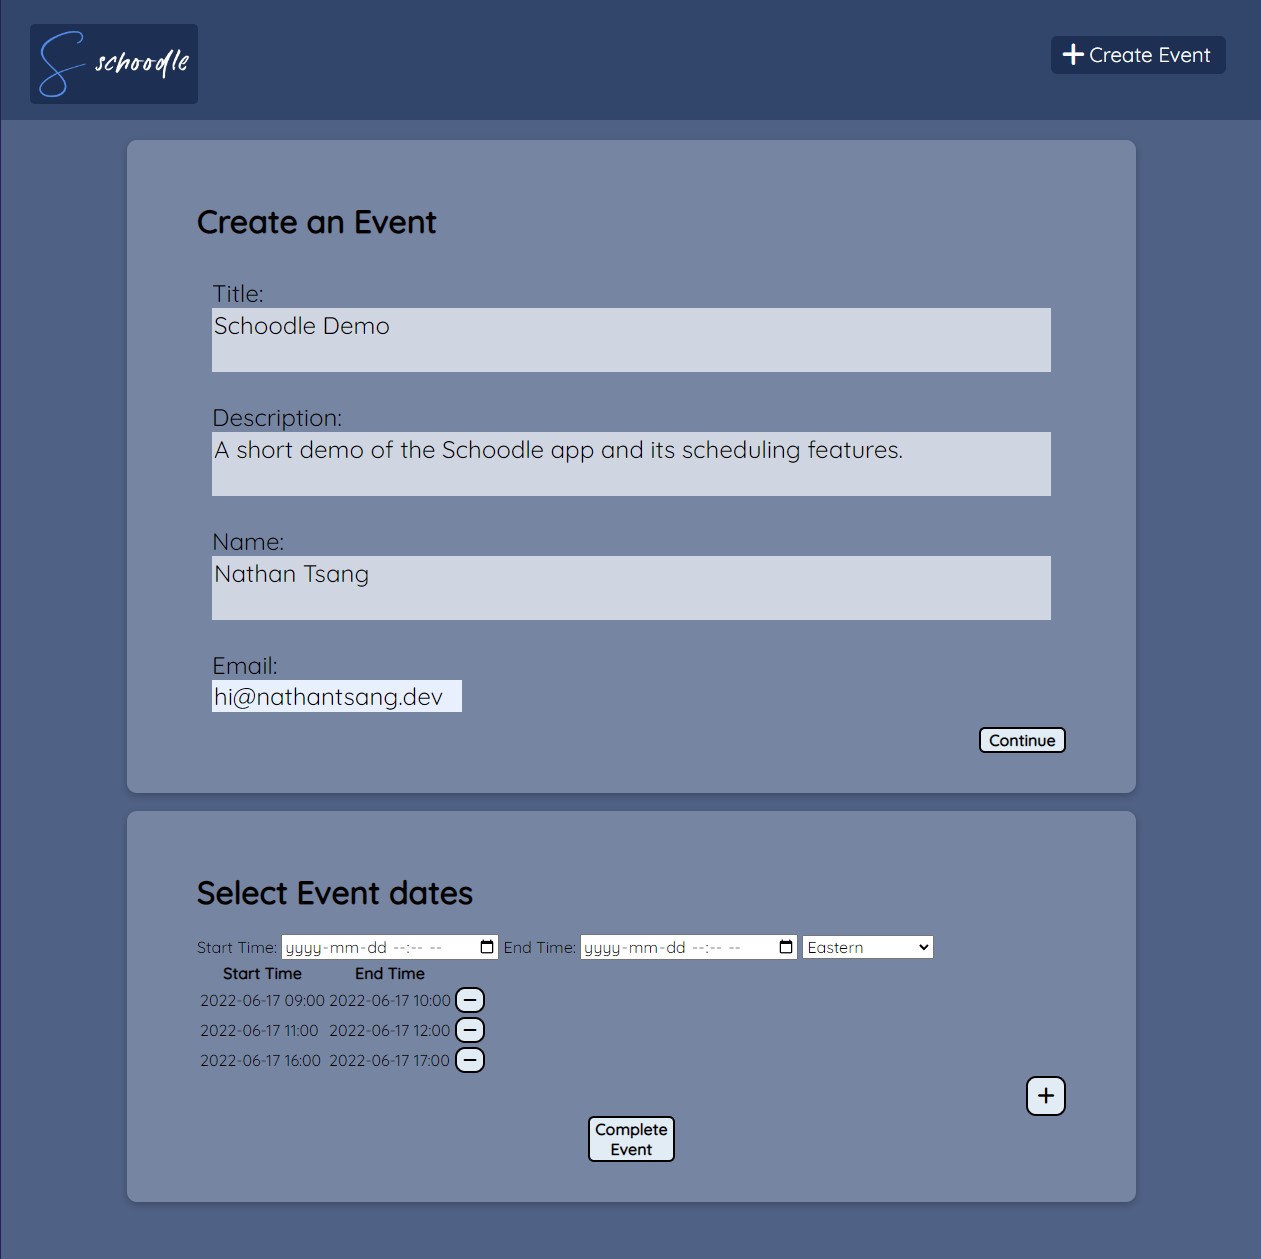 S schoodle
Create Event
Create an Event
Title:
Schoodle Demo
Description:
A short demo of the Schoodle app and its scheduling features.
Name:
Nathan Tsang
Email:
hi@nathantsang.dev
Continue
Select Event dates
Start Time: yyyy-mm-dd --:-- -- End Time: yyyy-mm-dd --:-- -- Eastern
Start Time End Time
2022-06-17 09:00 2022-06-17 10:00
2022-06-17 11:00 2022-06-17 12:00
2022-06-17 16:00 2022-06-17 17:00
+
Complete
Event